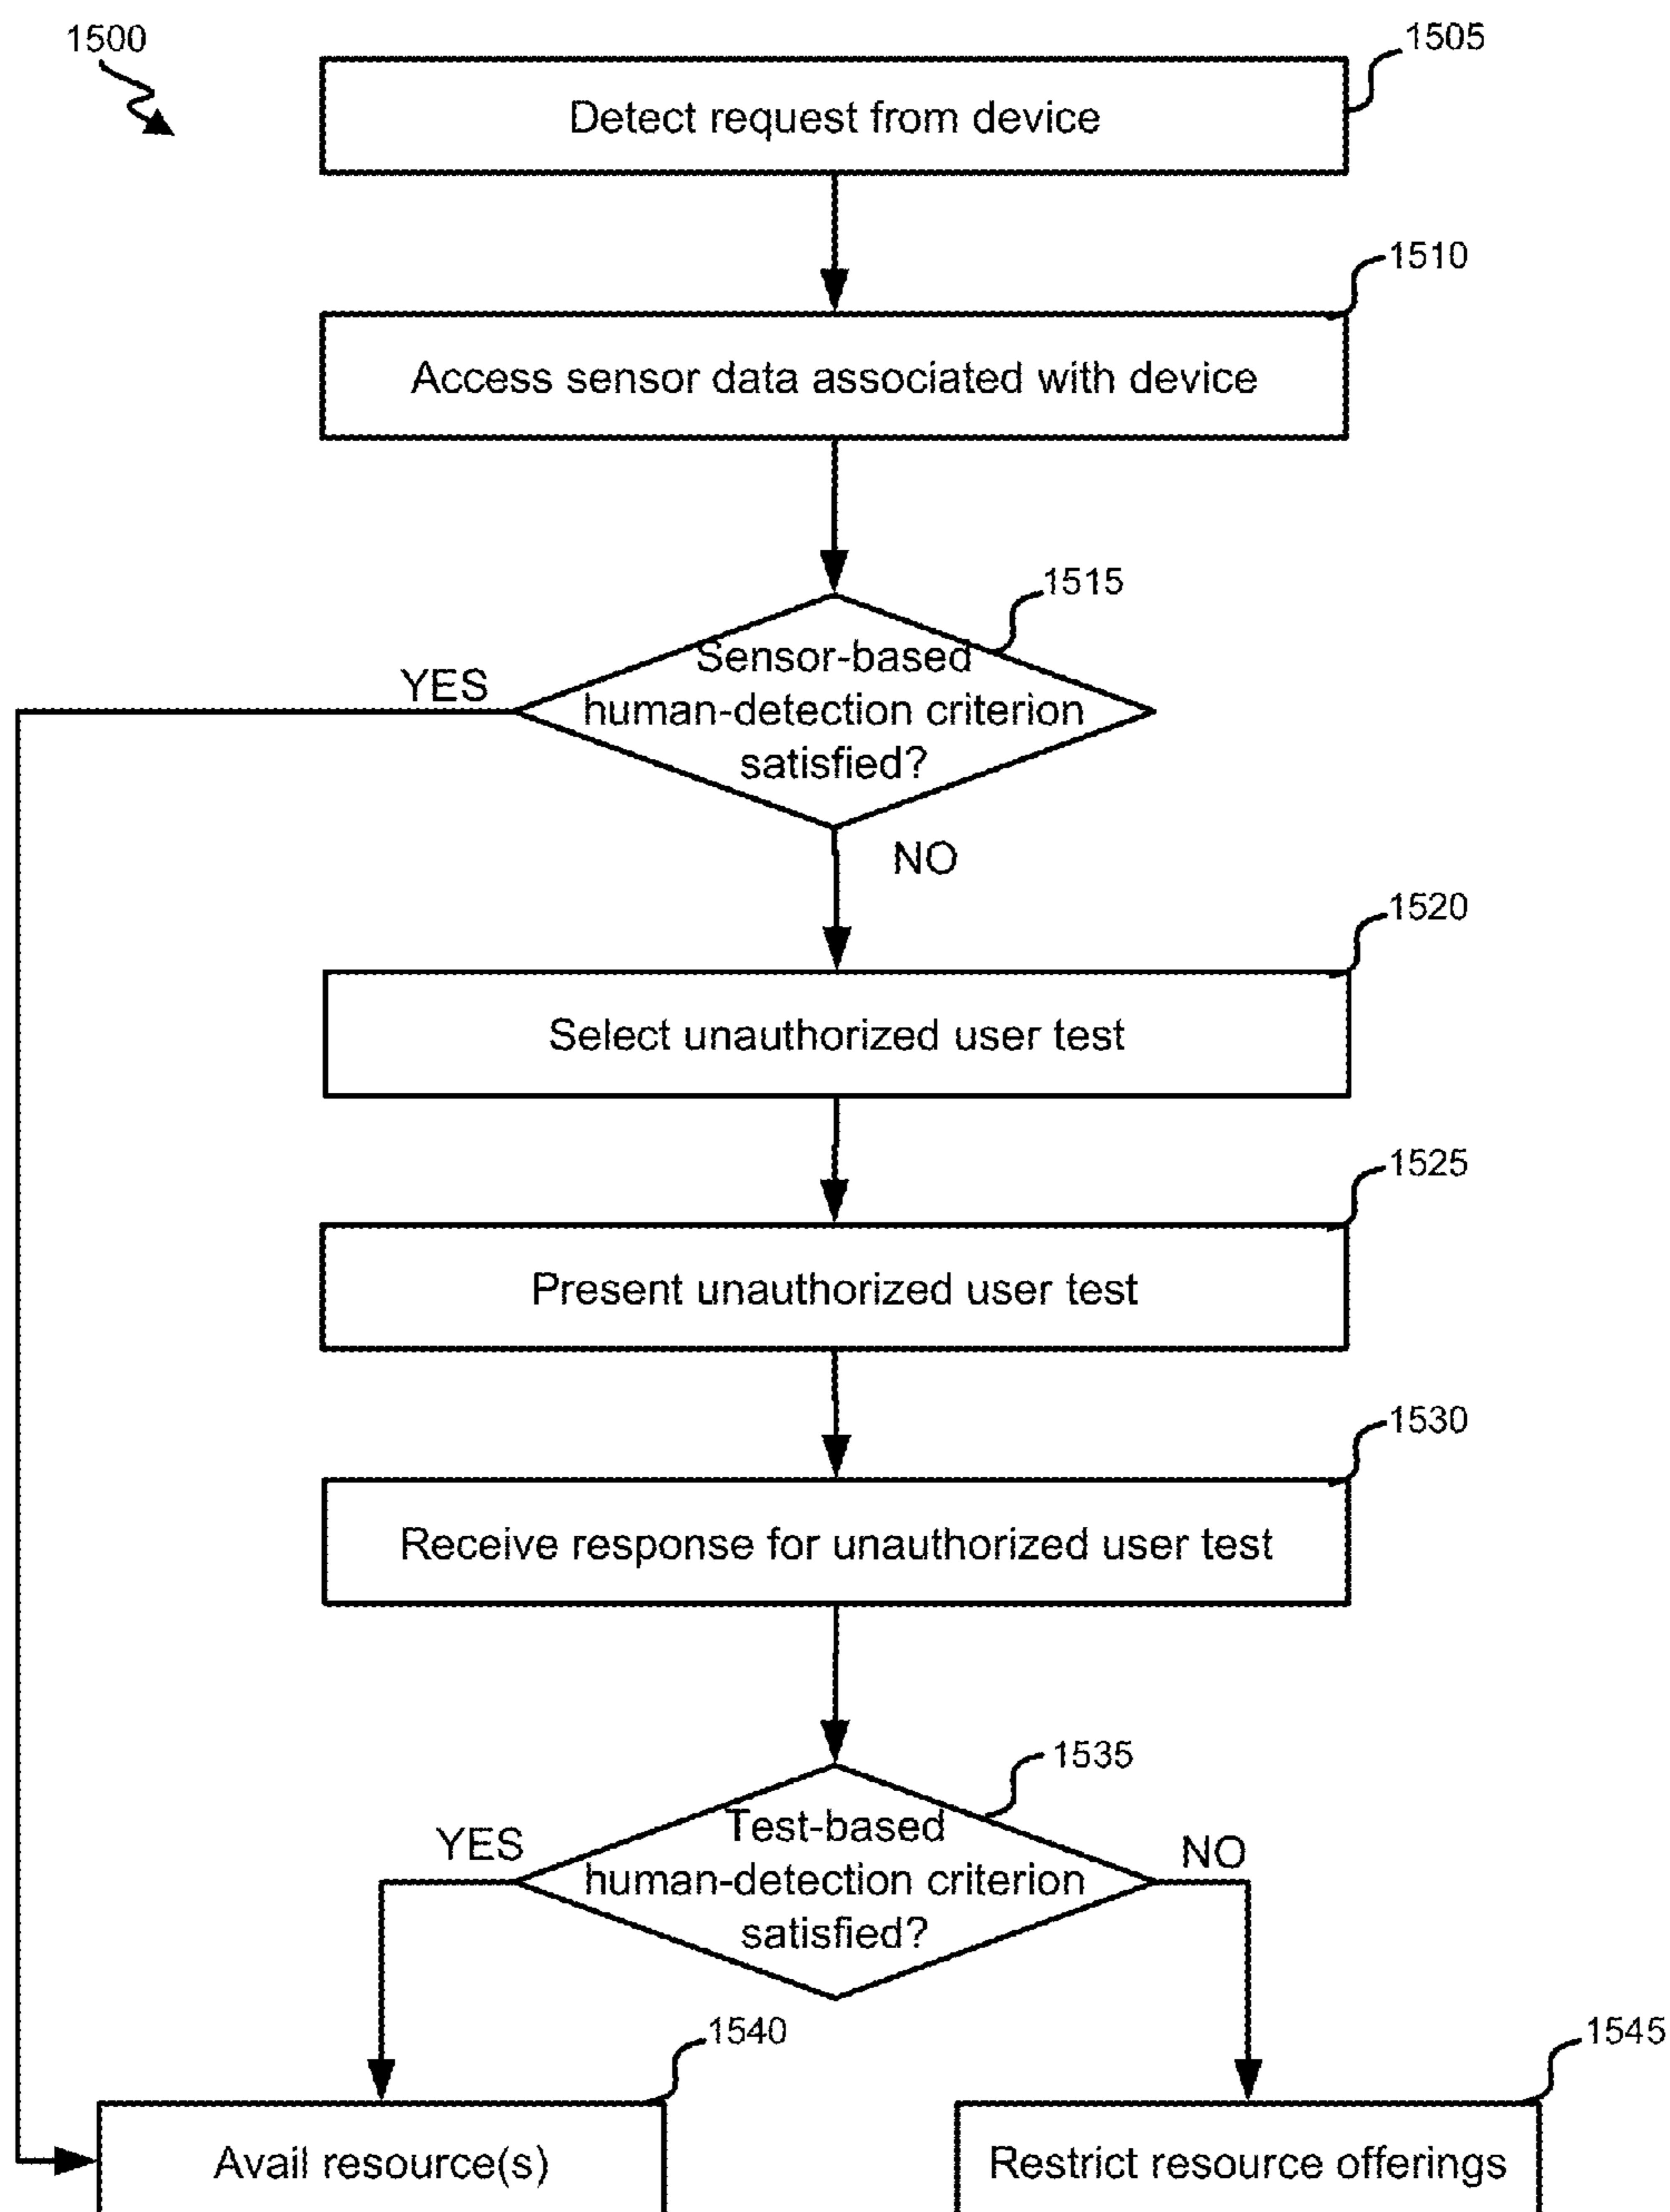 1500
1505
Detect request from device
1510
Access sensor data associated with device
1515
Sensor-based
human-detection criterion
satisfied?
YES
NO
1520
Select unauthorized user test
1525
Present unauthorized user test
1530
Receive response for unauthorized user test
1535
Test-based
human-detection criterion
satisfied?
YES
NO
1540
Avail resource(s)
1545
Restrict resource offerings